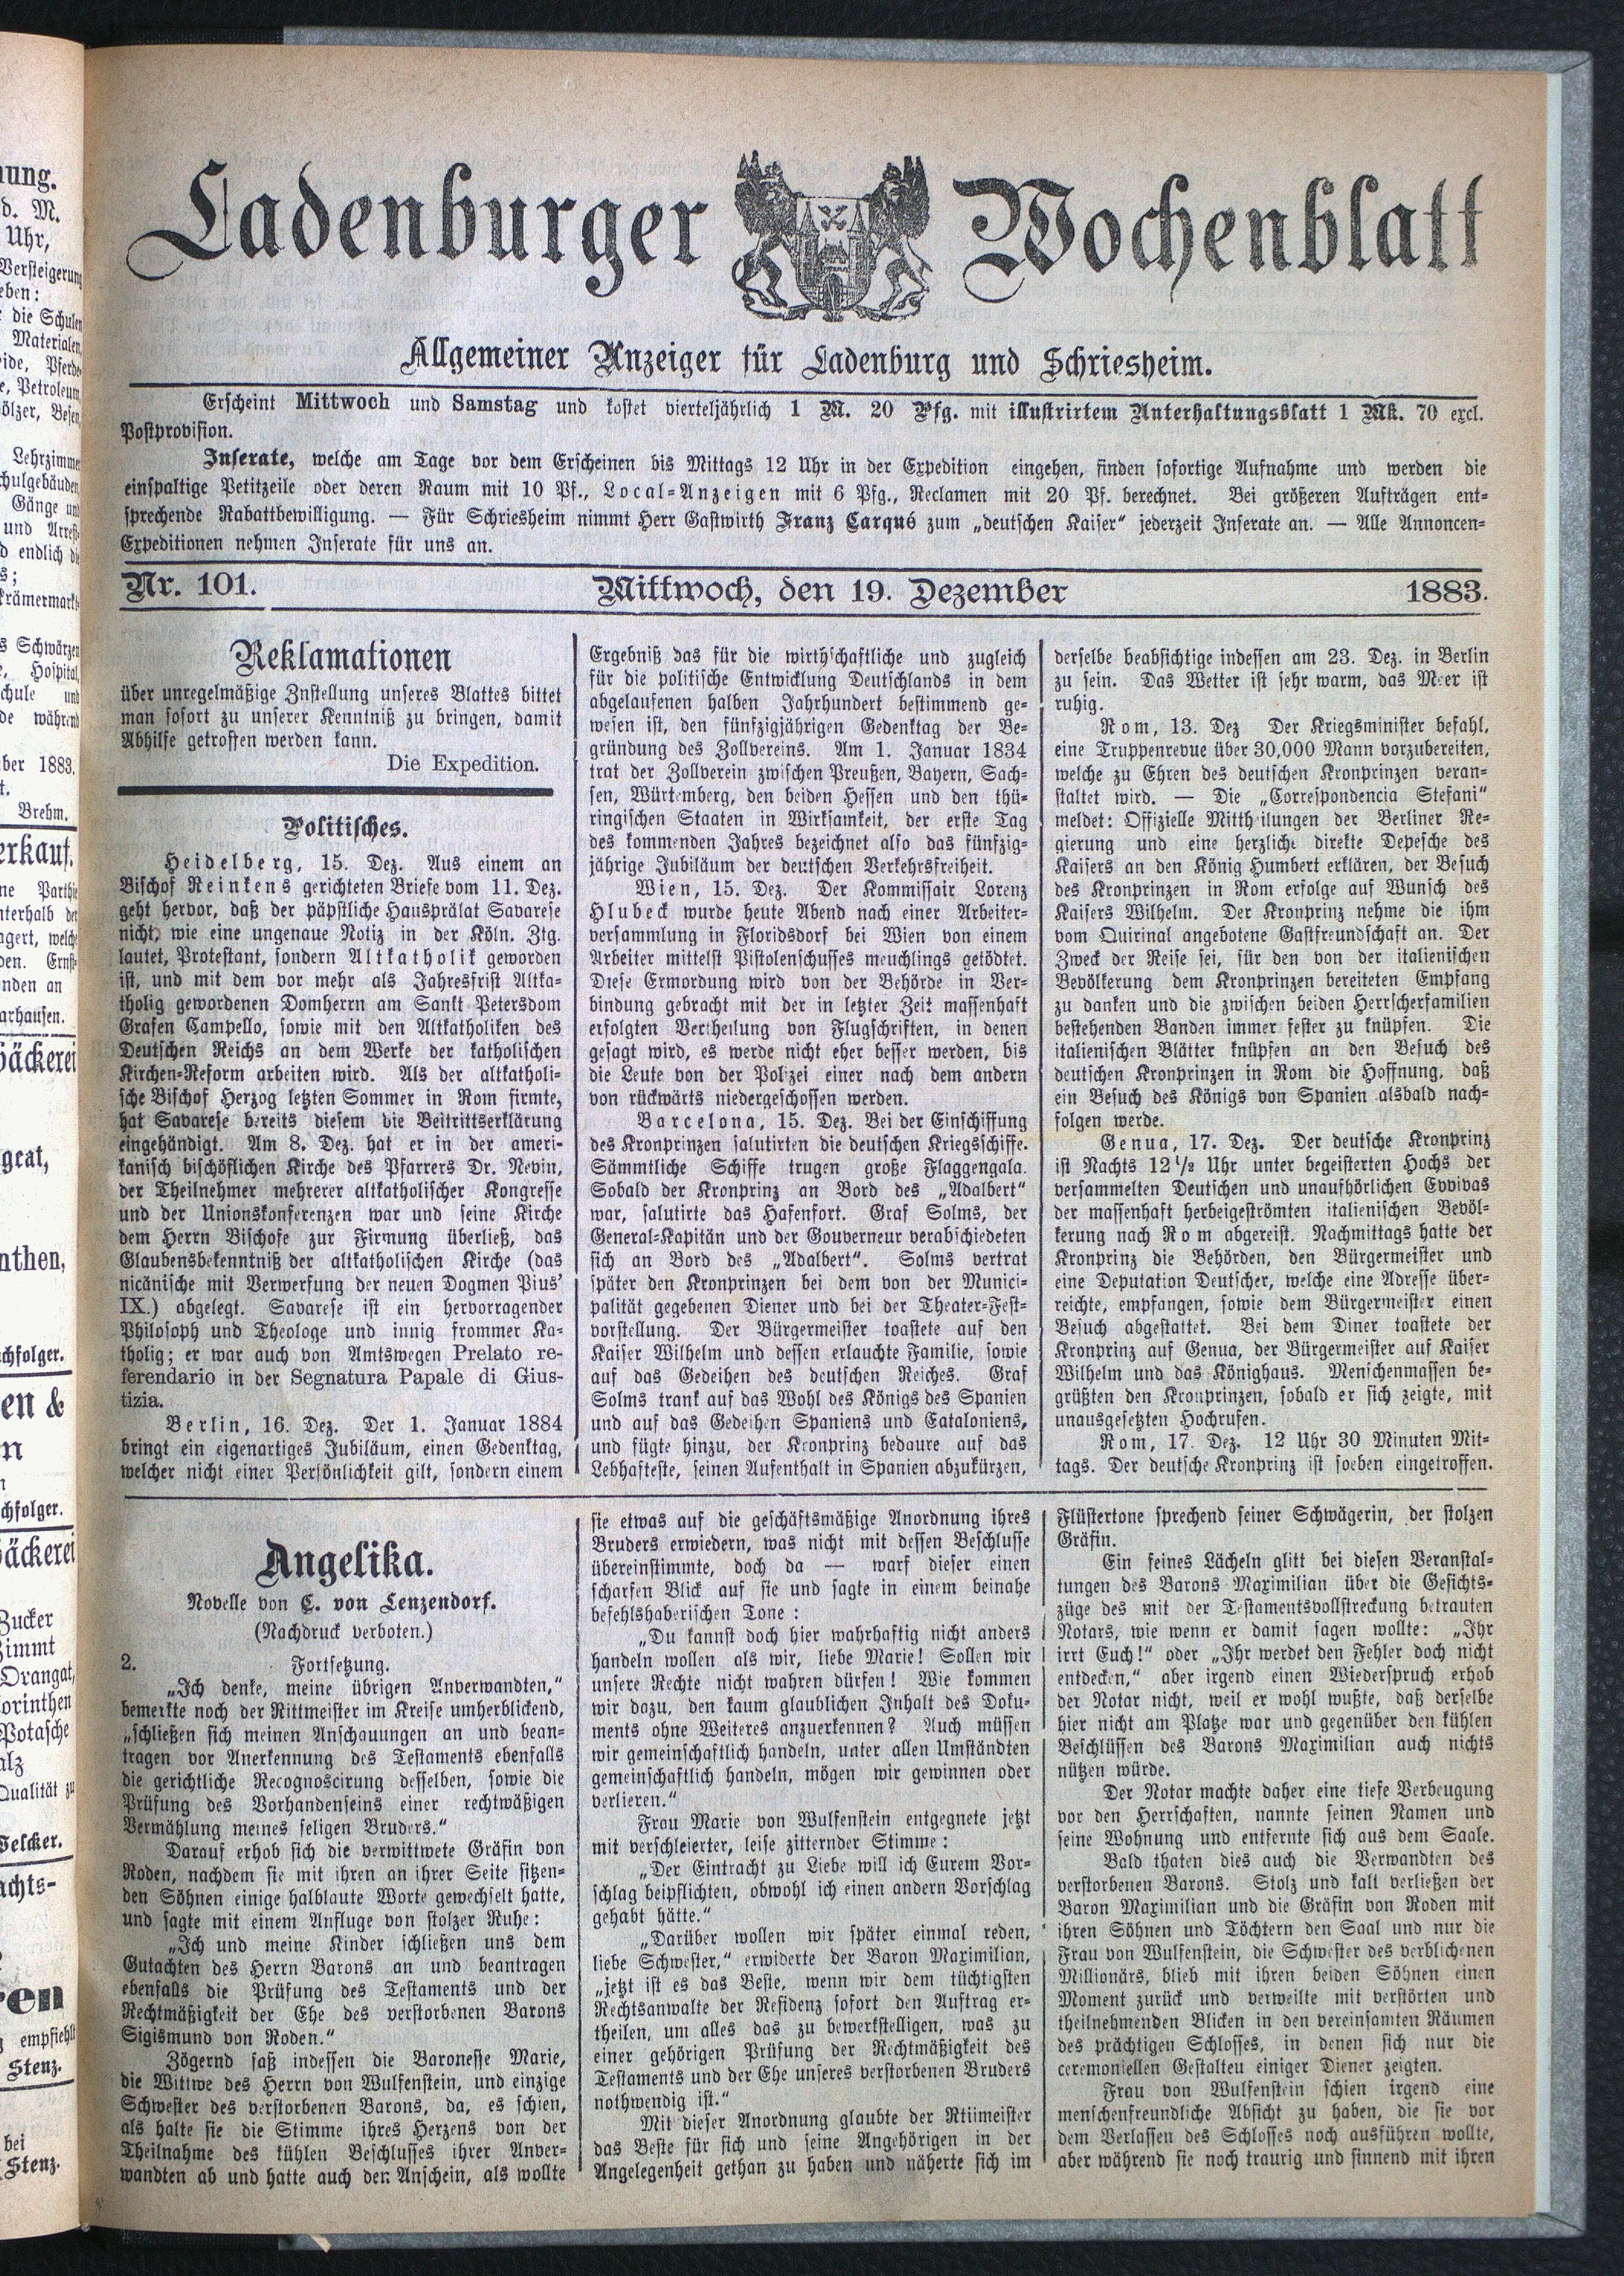 Ladenburger Wochenblatt
Allgemeiner Anzeiger für Ladenburg und Schriesheim.
Erscheint Mittwoch und Samstag und kostet vierteljährlich 1 M. 20 Pfg. mit illustrirtem Unterhaltungsblatt 1 Mk. 70 excl.
Postprovision.
Inserate, welche am Tage vor dem Erscheinen bis Mittags 12 Uhr in der Expedition eingehen, finden sofortige Aufnahme und werden die
einspaltige Petitzeile oder deren Raum mit 10 Pf., Local-Anzeigen mit 6 Pfg., Reclamen mit 20 Pf. berechnet. Bei größeren Aufträgen ent-
sprechende Rabattbewilligung. — Für Schriesheim nimmt Herr Gastwirth Franz Carqué zum „deutschen Kaiser“ jederzeit Inserate an. — Alle Annoncen-
Expeditionen nehmen Inserate für uns an.
Nr. 101. Mittwoch, den 19. Dezember 1883.
Reklamationen
über unregelmäßige Znstellung unseres Blattes bittet
man sofort zu unserer Kenntniß zu bringen, damit
Abhilfe getroffen werden kann.
Die Expedition.
Politisches.
Heidelberg, 15. Dez. Aus einem an
Bischof Reinkens gerichteten Briefe vom 11. Dez.
geht hervor, daß der päpstliche Hausprälat Savarese
nicht, wie eine ungenaue Notiz in der Köln. Ztg.
lautet, Protestant, sondern Altkatholik geworden
ist, und mit dem vor mehr als Jahresfrist Altka-
tholig gewordenen Domherrn am Sankt Petersdom
Grafen Campello, sowie mit den Altkatholiken des
Deutschen Reichs an dem Werke der katholischen
Kirchen-Reform arbeiten wird. Als der altkatholi-
sche Bischof Herzog letzten Sommer in Rom firmte,
hat Savarese bereits diesem die Beitrittserklärung
eingehändigt. Am 8. Dez. hat er in der ameri-
kanisch bischöflichen Kirche des Pfarrers Dr. Nevin,
der Theilnehmer mehrerer altkatholischer Kongresse
und der Unionskonferenzen war und seine Kirche
dem Herrn Bischofe zur Firmung überließ, das
Glaubensbekenntniß der altkatholischen Kirche (das
nicänische mit Verwerfung der neuen Dogmen Pius’
IX.) abgelegt. Savarese ist ein hervorragender
Philosoph und Theologe und innig frommer Ka-
tholig; er war auch von Amtswegen Prelato re-
ferendario in der Segnatura Papale di Gius-
tizia.
Berlin, 16. Dez. Der 1. Januar 1884
bringt ein eigenartiges Jubiläum, einen Gedenktag,
welcher nicht einer Persönlichkeit gilt, sondern einem
Ergebniß das für die wirthschaftliche und zugleich
für die politische Entwicklung Deutschlands in dem
abgelaufenen halben Jahrhundert bestimmend ge-
wesen ist, den fünfzigjährigen Gedenktag der Be-
gründung des Zollvereins. Am 1. Januar 1834
trat der Zollverein zwischen Preußen, Bayern, Sach-
sen, Würtemberg, den beiden Hessen und den thü-
ringischen Staaten in Wirksamkeit, der erste Tag
des kommenden Jahres bezeichnet also das fünfzig-
jährige Jubiläum der deutschen Verkehrsfreiheit.
Wien, 15. Dez. Der Kommissair Lorenz
Hlubeck wurde heute Abend nach einer Arbeiter-
versammlung in Floridsdorf bei Wien von einem
Arbeiter mittelst Pistolenschusses meuchlings getödtet.
Diese Ermordung wird von der Behörde in Ver-
bindung gebracht mit der in letzter Zeit massenhaft
erfolgten Vertheilung von Flugschriften, in denen
gesagt wird, es werde nicht eher besser werden, bis
die Leute von der Polizei einer nach dem andern
von rückwärts niedergeschossen werden.
Barcelona, 15. Dez. Bei der Einschiffung
des Kronprinzen salutirten die deutschen Kriegsschiffe.
Sämmtliche Schiffe trugen große Flaggengala.
Sobald der Kronprinz an Bord des „Adalbert“
war, salutirte das Hafenfort. Graf Solms, der
General-Kapitän und der Gouverneur verabschiedeten
sich an Bord des „Adalbert“. Solms vertrat
später den Kronprinzen bei dem von der Munici-
palität gegebenen Diener und bei der Theater-Fest-
vorstellung. Der Bürgermeister toastete auf den
Kaiser Wilhelm und dessen erlauchte Familie, sowie
auf das Gedeihen des deutschen Reiches. Graf
Solms trank auf das Wohl des Königs des Spanien
und auf das Gedeihen Spaniens und Cataloniens,
und fügte hinzu, der Kronprinz bedaure auf das
Lebhafteste, seinen Aufenthalt in Spanien abzukürzen,
derselbe beabsichtige indessen am 23. Dez. in Berlin
zu sein. Das Wetter ist sehr warm, das Meer ist
ruhig.
Rom, 13. Dez Der Kriegsminister befahl,
eine Truppenrevue über 30,000 Mann vorzubereiten,
welche zu Ehren des deutschen Kronprinzen veran-
staltet wird. — Die „Correspondencia Stefani“
meldet: Offizielle Mittheilungen der Berliner Re-
gierung und eine herzliche direkte Depesche des
Kaisers an den König Humbert erklären, der Besuch
des Kronprinzen in Rom erfolge auf Wunsch des
Kaisers Wilhelm. Der Kronprinz nehme die ihm
vom Quirinal angebotene Gastfreundschaft an. Der
Zweck der Reise sei, für den von der italienischen
Bevölkerung dem Kronprinzen bereiteten Empfang
zu danken und die zwischen beiden Herrscherfamilien
bestehenden Banden immer fester zu knüpfen. Die
italienischen Blätter knüpfen an den Besuch des
deutschen Kronprinzen in Rom die Hoffnung, daß
ein Besuch des Königs von Spanien alsbald nach-
folgen werde.
Genua, 17. Dez. Der deutsche Kronprinz
ist Nachts 12½ Uhr unter begeisterten Hochs der
versammelten Deutschen und unaufhörlichen Evvivas
der massenhaft herbeigeströmten italienischen Bevöl-
kerung nach Rom abgereist. Nachmittags hatte der
Kronprinz die Behörden, den Bürgermeister und
eine Deputation Deutscher, welche eine Adresse über-
reichte, empfangen, sowie dem Bürgermeister einen
Besuch abgestattet. Bei dem Diner toastete der
Kronprinz auf Genua, der Bürgermeister auf Kaiser
Wilhelm und das Könighaus. Menschenmassen be-
grüßten den Kronprinzen, sobald er sich zeigte, mit
unausgesetzten Hochrufen.
Rom, 17. Dez. 12 Uhr 30 Minuten Mit-
tags. Der deutsche Kronprinz ist soeben eingetroffen.
Angelika.
Novelle von C. von Lenzendorf.
(Nachdruck verboten.)
2. Fortsetzung.
„Ich denke, meine übrigen Anverwandten,“
bemerkte noch der Rittmeister im Kreise umherblickend,
„schließen sich meinen Anschauungen an und bean-
tragen vor Anerkennung des Testaments ebenfalls
die gerichtliche Recognoscirung desselben, sowie die
Prüfung des Vorhandenseins einer rechtmäßigen
Vermählung meines seligen Bruders.“
Darauf erhob sich die verwittwete Gräfin von
Roden, nachdem sie mit ihren an ihrer Seite sitzen-
den Söhnen einige halblaute Worte gewechselt hatte,
und sagte mit einem Anfluge von stolzer Ruhe:
„Ich und meine Kinder schließen uns dem
Gutachten des Herrn Barons an und beantragen
ebenfalls die Prüfung des Testaments und der
Rechtmäßigkeit der Ehe des verstorbenen Barons
Sigismund von Roden.“
Zögernd saß indessen die Baronesse Marie,
die Wittwe des Herrn von Wulfenstein, und einzige
Schwester des verstorbenen Barons, da, es schien,
als halte sie die Stimme ihres Herzens von der
Theilnahme des kühlen Beschlusses ihrer Anver-
wandten ab und hatte auch den Anschein, als wollte
sie etwas auf die geschäftsmäßige Anordnung ihres
Bruders erwiedern, was nicht mit dessen Beschlusse
übereinstimmte, doch da — warf dieser einen
scharfen Blick auf sie und sagte in einem beinahe
befehlshaberischen Tone :
„Du kannst doch hier wahrhaftig nicht anders
handeln wollen als wir, liebe Marie! Sollen wir
unsere Rechte nicht wahren dürfen! Wie kommen
wir dazu, den kaum glaublichen Inhalt des Doku-
ments ohne Weiteres anzuerkennen? Auch müssen
wir gemeinschaftlich handeln, unter allen Umständten
gemeinschaftlich handeln, mögen wir gewinnen oder
verlieren.“
Frau Marie von Wulfenstein entgegnete jetzt
mit verschleierter, leise zitternder Stimme:
„Der Eintracht zu Liebe will ich Eurem Vor-
schlag beipflichten, obwohl ich einen andern Vorschlag
gehabt hätte.“
„Darüber wollen wir später einmal reden,
liebe Schwester,“ erwiderte der Baron Maximilian,
„jetzt ist es das Beste, wenn wir dem tüchtigsten
Rechtsanwalte der Residenz sofort den Auftrag er-
theilen, um alles das zu bewerkstelligen, was zu
einer gehörigen Prüfung der Rechtmäßigkeit des
Testaments und der Ehe unseres verstorbenen Bruders
nothwendig ist.“
Mit dieser Anordnung glaubte der Rtiimeister
das Beste für sich und seine Angehörigen in der
Angelegenheit gethan zu haben und näherte sich im
Flüstertone sprechend seiner Schwägerin, der stolzen
Gräfin.
Ein feines Lächeln glitt bei diesen Veranstal-
tungen des Barons Maximilian über die Gesichts-
züge des mit der Testamentsvollstreckung betrauten
Notars, wie wenn er damit sagen wollte: „Ihr
irrt Euch!“ oder „Ihr werdet den Fehler doch nicht
entdecken,“ aber irgend einen Wiederspruch erhob
der Notar nicht, weil er wohl wußte, daß derselbe
hier nicht am Platze war und gegenüber den kühlen
Beschlüssen des Barons Maximilian auch nichts
nützen würde.
Der Notar machte daher eine tiefe Verbeugung
vor den Herrschaften, nannte seinen Namen und
seine Wohnung und entfernte sich aus dem Saale.
Bald thaten dies auch die Verwandten des
verstorbenen Barons. Stolz und kalt verließen der
Baron Maximilian und die Gräfin von Roden mit
ihren Söhnen und Töchtern den Saal und nur die
Frau von Wulfenstein, die Schwester des verblichenen
Millionärs, blieb mit ihren beiden Söhnen einen
Moment zurück und verweilte mit verstörten und
theilnehmenden Blicken in den vereinsamten Räumen
des prächtigen Schlosses, in denen sich nur die
ceremoniellen Gestalteu einiger Diener zeigten.
Frau von Wulfenstein schien irgend eine
menschenfreundliche Absicht zu haben, die sie vor
dem Verlassen des Schlosses noch ausführen wollte,
aber während sie noch traurig und sinnend mit ihren